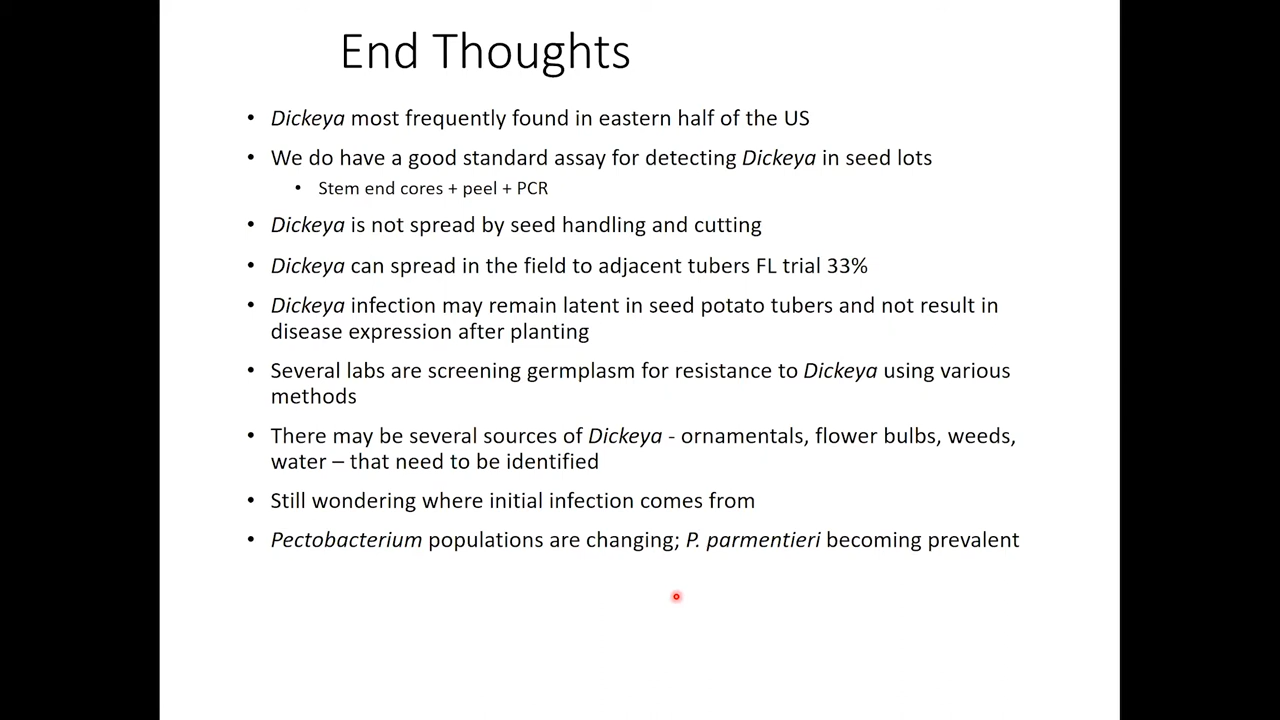 End Thoughts
• Dickeya most frequently found in eastern half of the US
• We do have a good standard assay for detecting Dickeya in seed lots
• Stem end cores + peel + PCR
• Dickeya is not spread by seed handling and cutting
• Dickeya can spread in the field to adjacent tubers FL trial 33%
• Dickeya infection may remain latent in seed potato tubers and not result in
disease expression after planting
• Several labs are screening germplasm for resistance to Dickeya using various
methods
• There may be several sources of Dickeya - ornamentals, flower bulbs, weeds,
water – that need to be identified
• Still wondering where initial infection comes from
• Pectobacterium populations are changing; P. parmentieri becoming prevalent